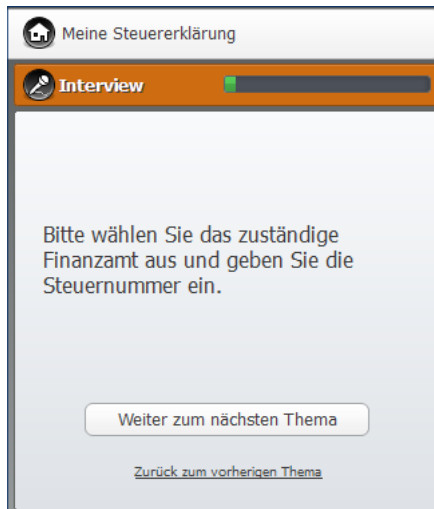 Meine Steuererklärung
Interview
Bitte wählen Sie das zuständige
Finanzamt aus und geben Sie die
Steuernummer ein.
Weiter zum nächsten Thema
Zurück zum vorherigen Thema